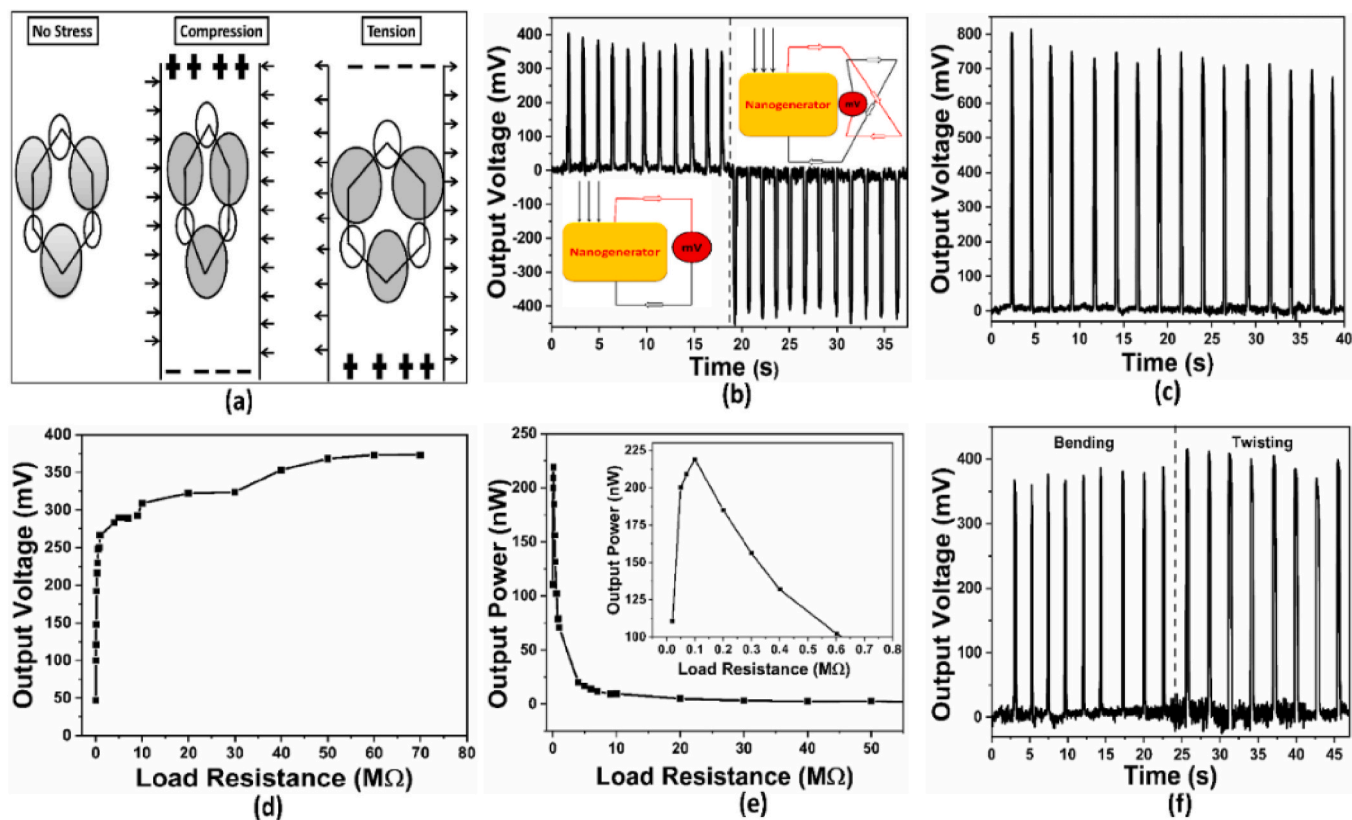 No Stress
Compression
Tension
(a)
Output Voltage (mV)
400
300
200
100
0
-100
-200
-300
-400
Nanogenerator
mV
Nanogenerator
mV
0 5 10 15 20 25 30 35
Time (s)
(b)
Output Voltage (mV)
800
700
600
500
400
300
200
100
0
0 5 10 15 20 25 30 35 40
Time (s)
(c)
Output Voltage (mV)
400
350
300
250
200
150
100
50
0
0 10 20 30 40 50 60 70 80
Load Resistance (MΩ)
(d)
Output Power (nW)
250
225
200
150
100
50
0
Output Power (nW)
225
200
175
150
125
100
0.0 0.1 0.2 0.3 0.4 0.5 0.6 0.7 0.8
Load Resistance (MΩ)
0 10 20 30 40 50
Load Resistance (MΩ)
(e)
Bending
Twisting
Output Voltage (mV)
400
300
200
100
0
0 5 10 15 20 25 30 35 40 45
Time (s)
(f)